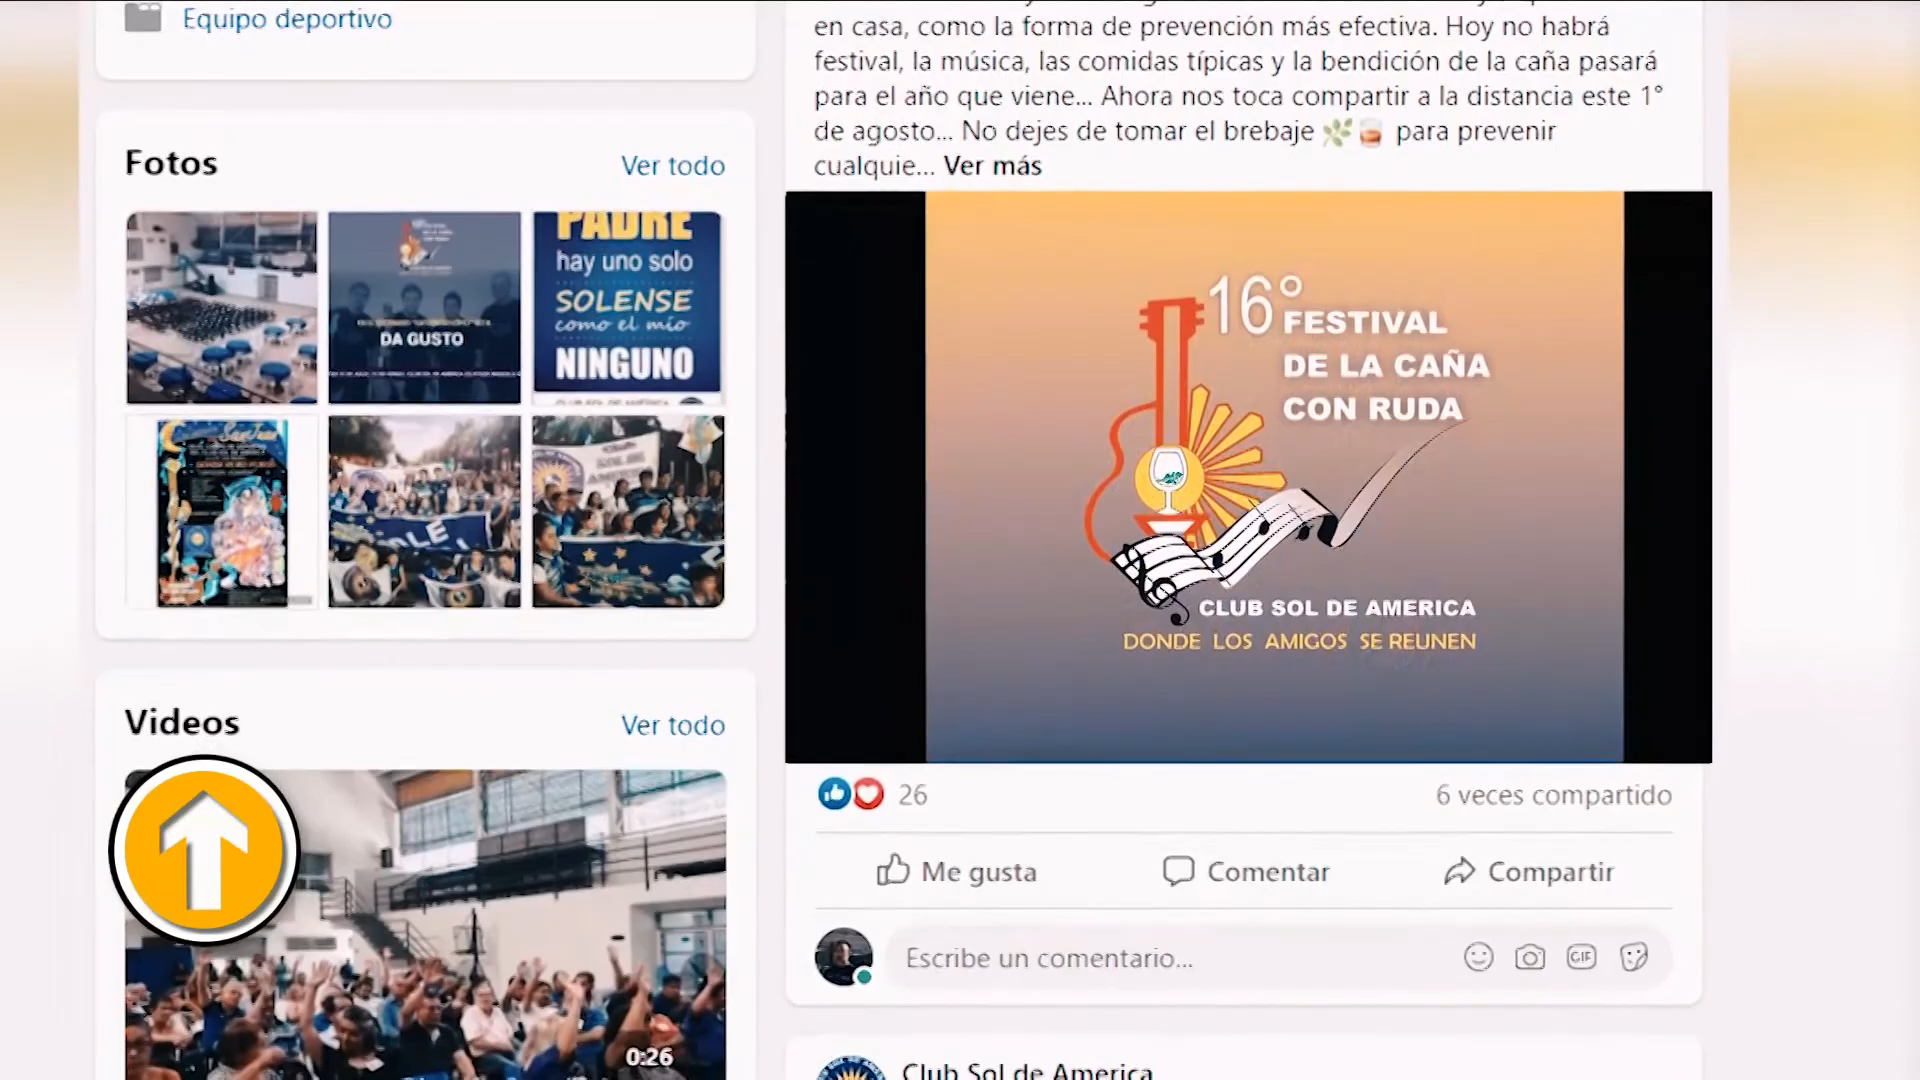 Equipo deportivo
Fotos
Ver todo
PADRE
hay uno solo
SOLENSE
como el mío
NINGUNO
DA GUSTO
SOL DE
Videos
Ver todo
0:26
en casa, como la forma de prevención más efectiva. Hoy no habrá
festival, la música, las comidas típicas y la bendición de la caña pasará
para el año que viene... Ahora nos toca compartir a la distancia este 1°
de agosto... No dejes de tomar el brebaje 🌿🥃 para prevenir
cualquie... Ver más
16° FESTIVAL
DE LA CAÑA
CON RUDA
CLUB SOL DE AMERICA
DONDE LOS AMIGOS SE REUNEN
26
6 veces compartido
Me gusta
Comentar
Compartir
Escribe un comentario...
GIF
Club Sol de America